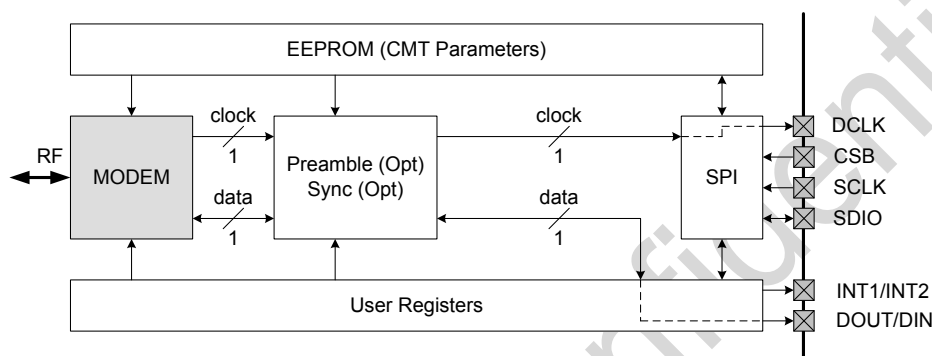 EEPROM (CMT Parameters)
RF
MODEM
clock
1
data
1
Preamble (Opt)
Sync (Opt)
clock
1
data
1
SPI
DCLK
CSB
SCLK
SDIO
User Registers
INT1/INT2
DOUT/DIN